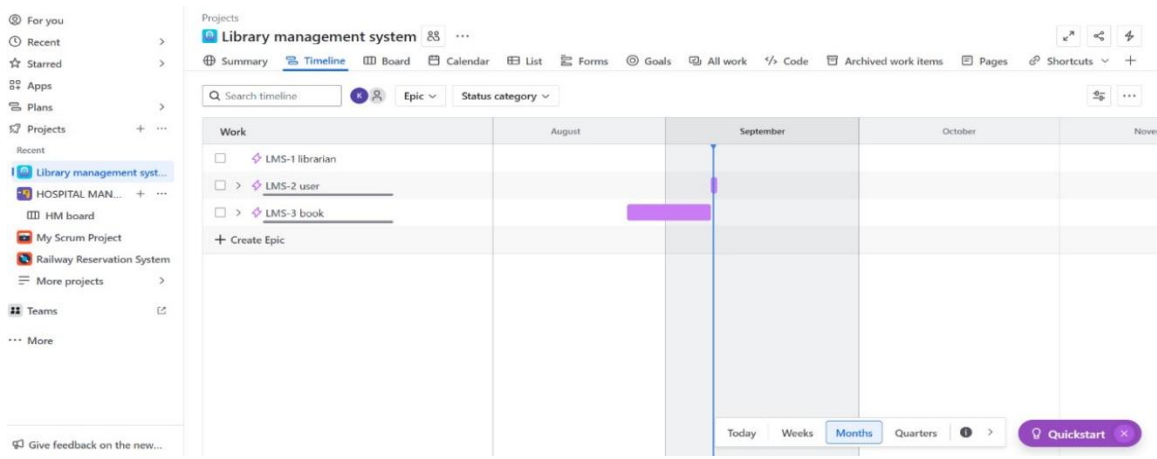 For you
Recent
Starred
Apps
Plans
Projects
Recent
Library management syst...
HOSPITAL MAN...
HM board
My Scrum Project
Railway Reservation System
More projects
Teams
More
Give feedback on the new...
Projects
Library management system
Summary Timeline Board Calendar List Forms Goals All work Code Archived work items Pages Shortcuts
Search timeline K Epic Status category
Work August September October Nove
LMS-1 librarian
LMS-2 user
LMS-3 book
+ Create Epic
Today Weeks Months Quarters
Quickstart